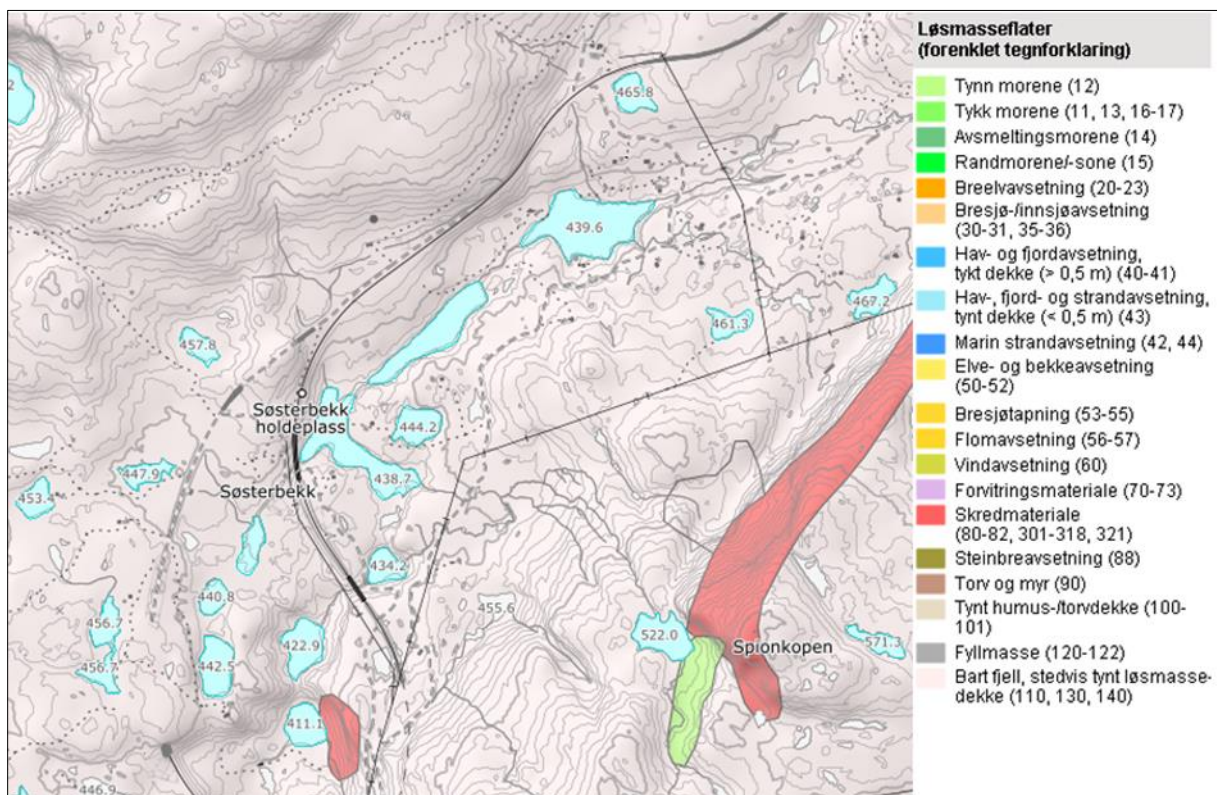 465.8
439.6
467.2
461.3
457.8
Søsterbekk
holdeplass
444.2
438.7
447.9
453.4
Søsterbekk
434.2
440.8
456.7
455.6
522.0
Spionkopen
571.3
422.9
442.5
456.7
411.1
446.9
Løsmasseflater
(forenklet tegnforklaring)
Tynn morene (12)
Tykk morene (11, 13, 16-17)
Avsmeltingsmorene (14)
Randmorene/-sone (15)
Breelvavsetning (20-23)
Bresjø-/innsjøavsetning
(30-31, 35-36)
Hav- og fjordavsetning,
tykt dekke (> 0,5 m) (40-41)
Hav-, fjord- og strandavsetning,
tynt dekke (< 0,5 m) (43)
Marin strandavsetning (42, 44)
Elve- og bekkeavsetning
(50-52)
Bresjøtapning (53-55)
Flomavsetning (56-57)
Vindavsetning (60)
Forvitringsmateriale (70-73)
Skredmateriale
(80-82, 301-318, 321)
Steinbreavsetning (88)
Torv og myr (90)
Tynt humus-/torvdekke (100-
101)
Fyllmasse (120-122)
Bart fjell, stedvis tynt løsmasse-
dekke (110, 130, 140)